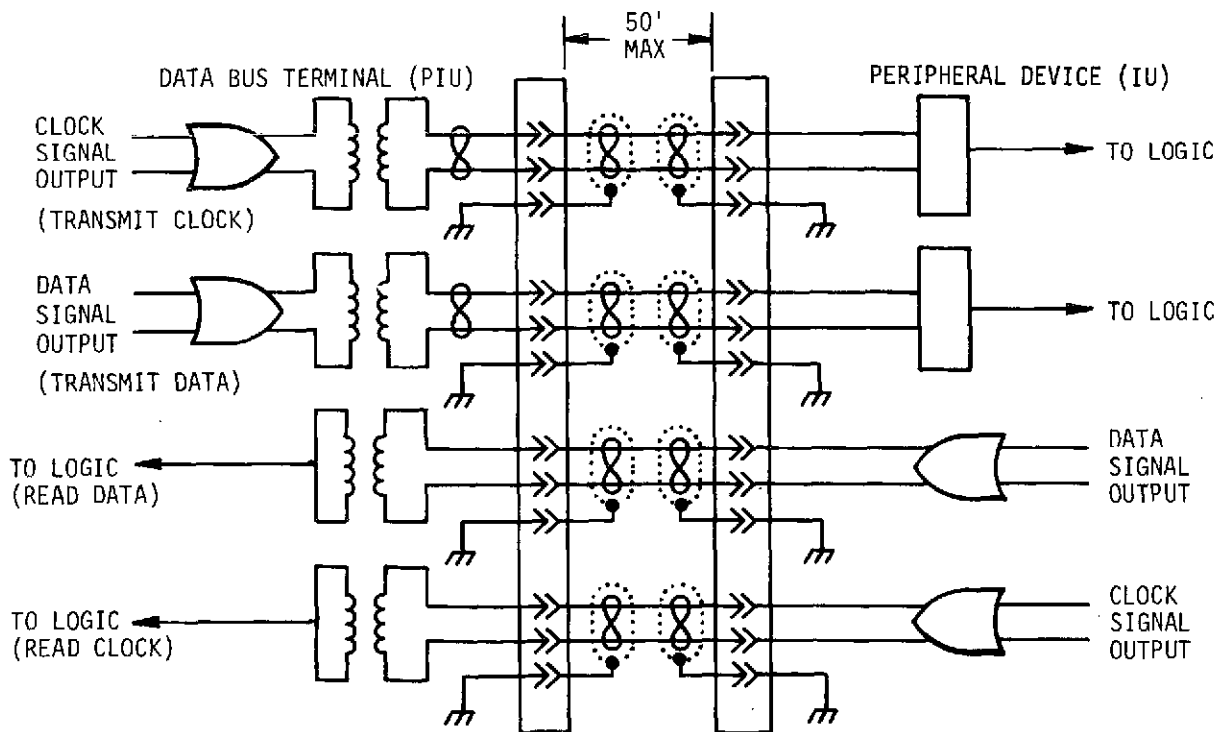 50'
MAX
DATA BUS TERMINAL (PIU)
PERIPHERAL DEVICE (IU)
CLOCK
SIGNAL
OUTPUT
(TRANSMIT CLOCK)
TO LOGIC
DATA
SIGNAL
OUTPUT
(TRANSMIT DATA)
TO LOGIC
TO LOGIC
(READ DATA)
DATA
SIGNAL
OUTPUT
TO LOGIC
(READ CLOCK)
CLOCK
SIGNAL
OUTPUT